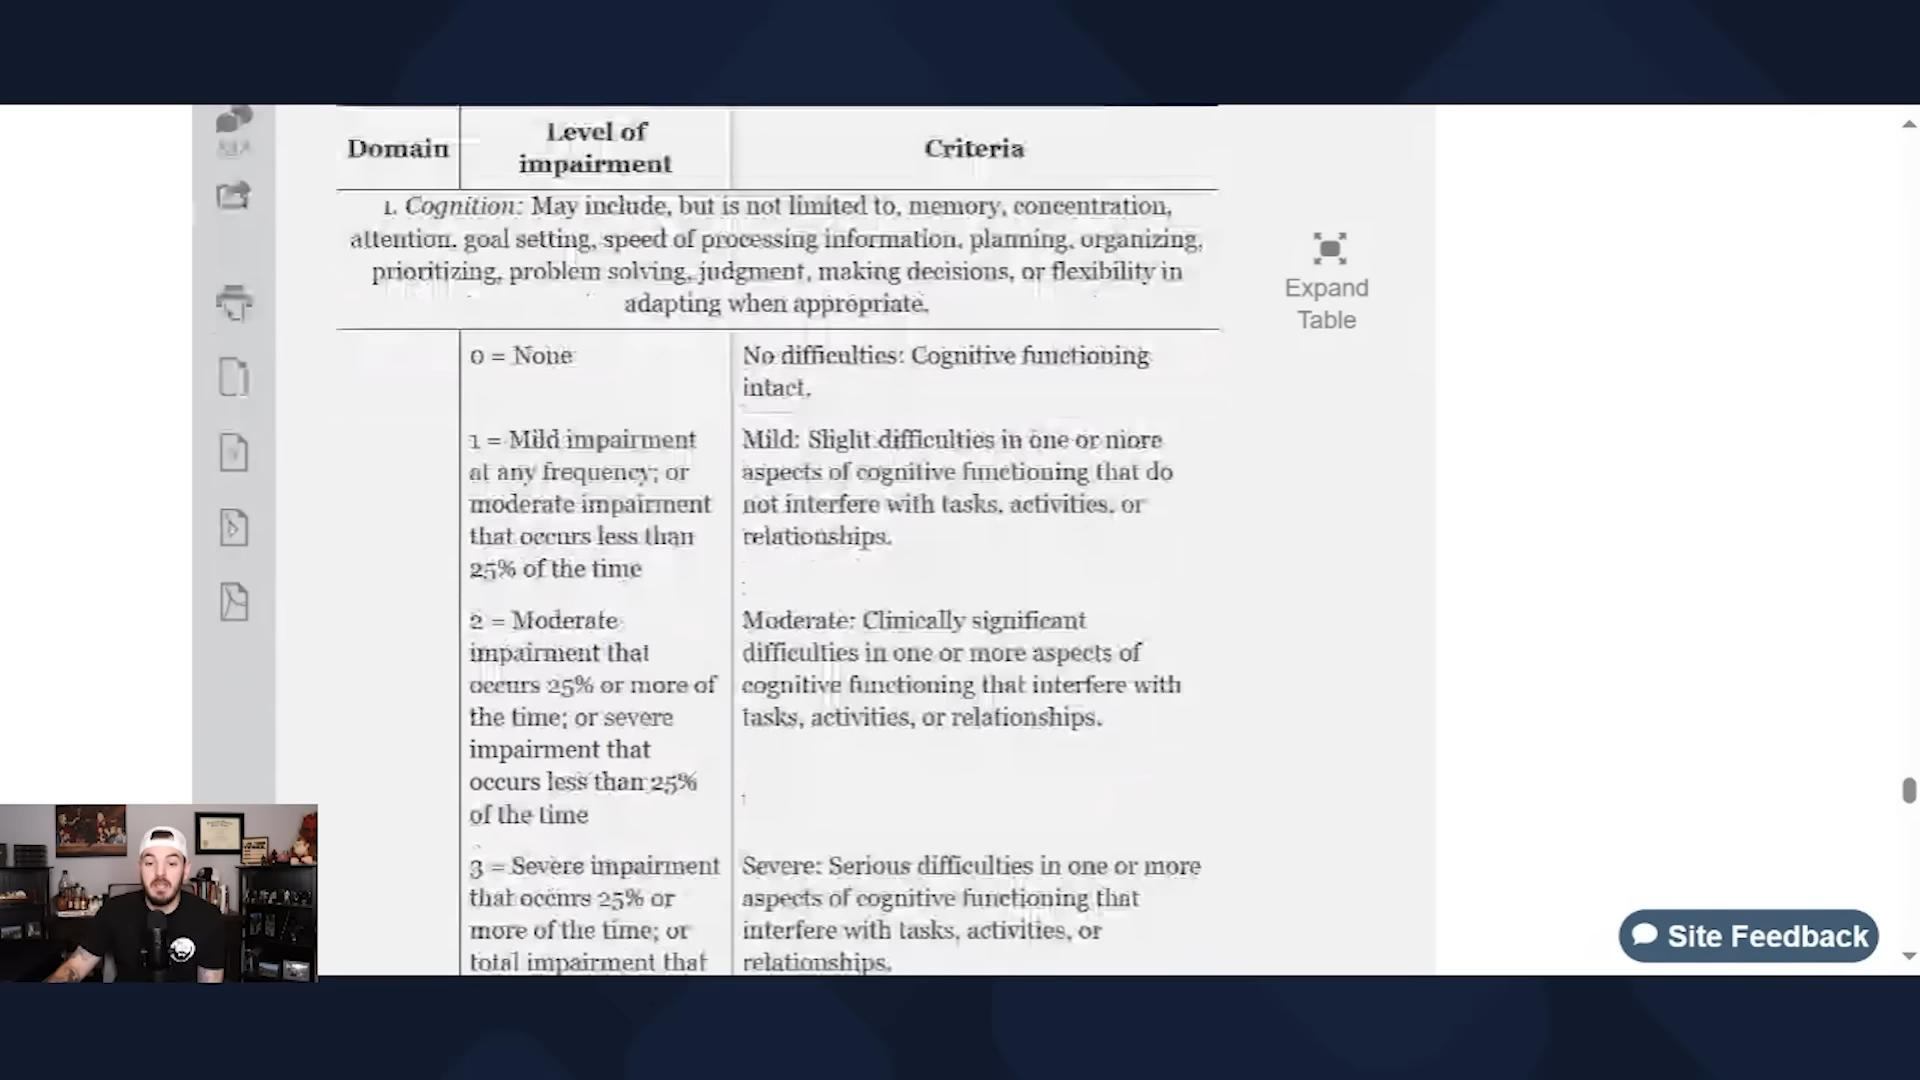 Domain
Level of
impairment
Criteria
1. Cognition: May include, but is not limited to, memory, concentration,
attention, goal setting, speed of processing information, planning, organizing,
prioritizing, problem solving, judgment, making decisions, or flexibility in
adapting when appropriate.
0 = None
No difficulties: Cognitive functioning
intact.
1 = Mild impairment
at any frequency; or
moderate impairment
that occurs less than
25% of the time
Mild: Slight difficulties in one or more
aspects of cognitive functioning that do
not interfere with tasks, activities, or
relationships.
2 = Moderate
impairment that
occurs 25% or more of
the time; or severe
impairment that
occurs less than 25%
of the time
Moderate: Clinically significant
difficulties in one or more aspects of
cognitive functioning that interfere with
tasks, activities, or relationships.
3 = Severe impairment
that occurs 25% or
more of the time; or
total impairment that
Severe: Serious difficulties in one or more
aspects of cognitive functioning that
interfere with tasks, activities, or
relationships.
Expand
Table
Site Feedback